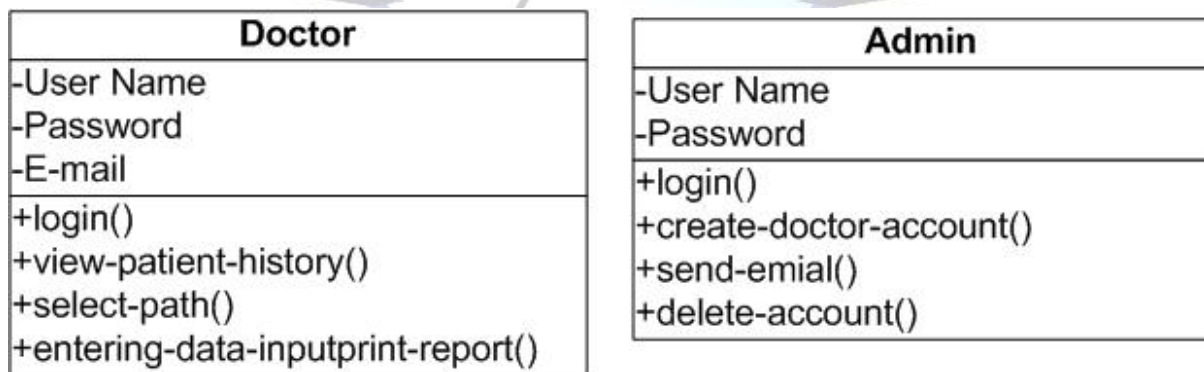 Doctor
-User Name
-Password
-E-mail
+login()
+view-patient-history()
+select-path()
+entering-data-inputprint-report()
Admin
-User Name
-Password
+login()
+create-doctor-account()
+send-emial()
+delete-account()